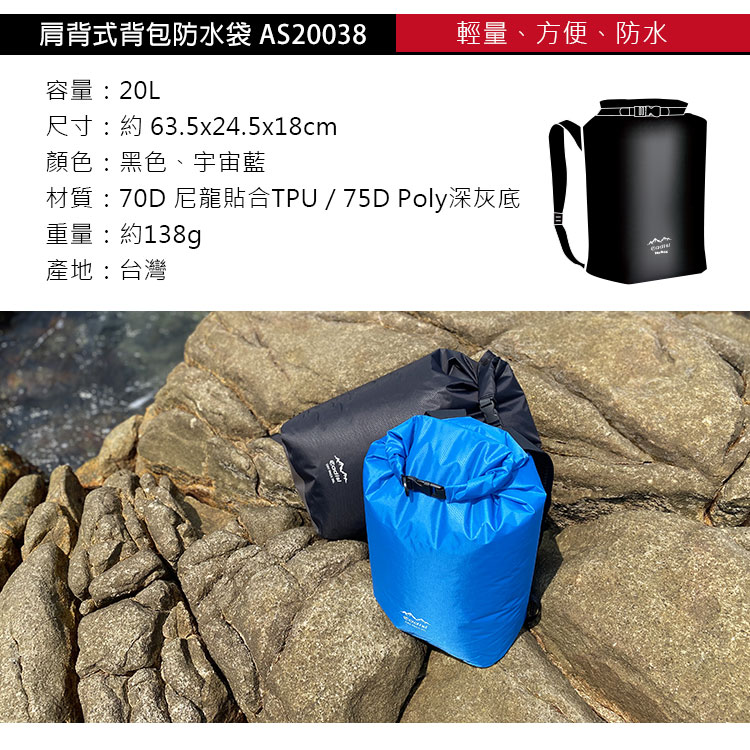 肩背式背包防水袋 AS20038
輕量、方便、防水
容量：20L
尺寸：約 63.5x24.5x18cm
顏色：黑色、宇宙藍
材質：70D 尼龍貼合TPU / 75D Poly深灰底
重量：約138g
產地：台灣